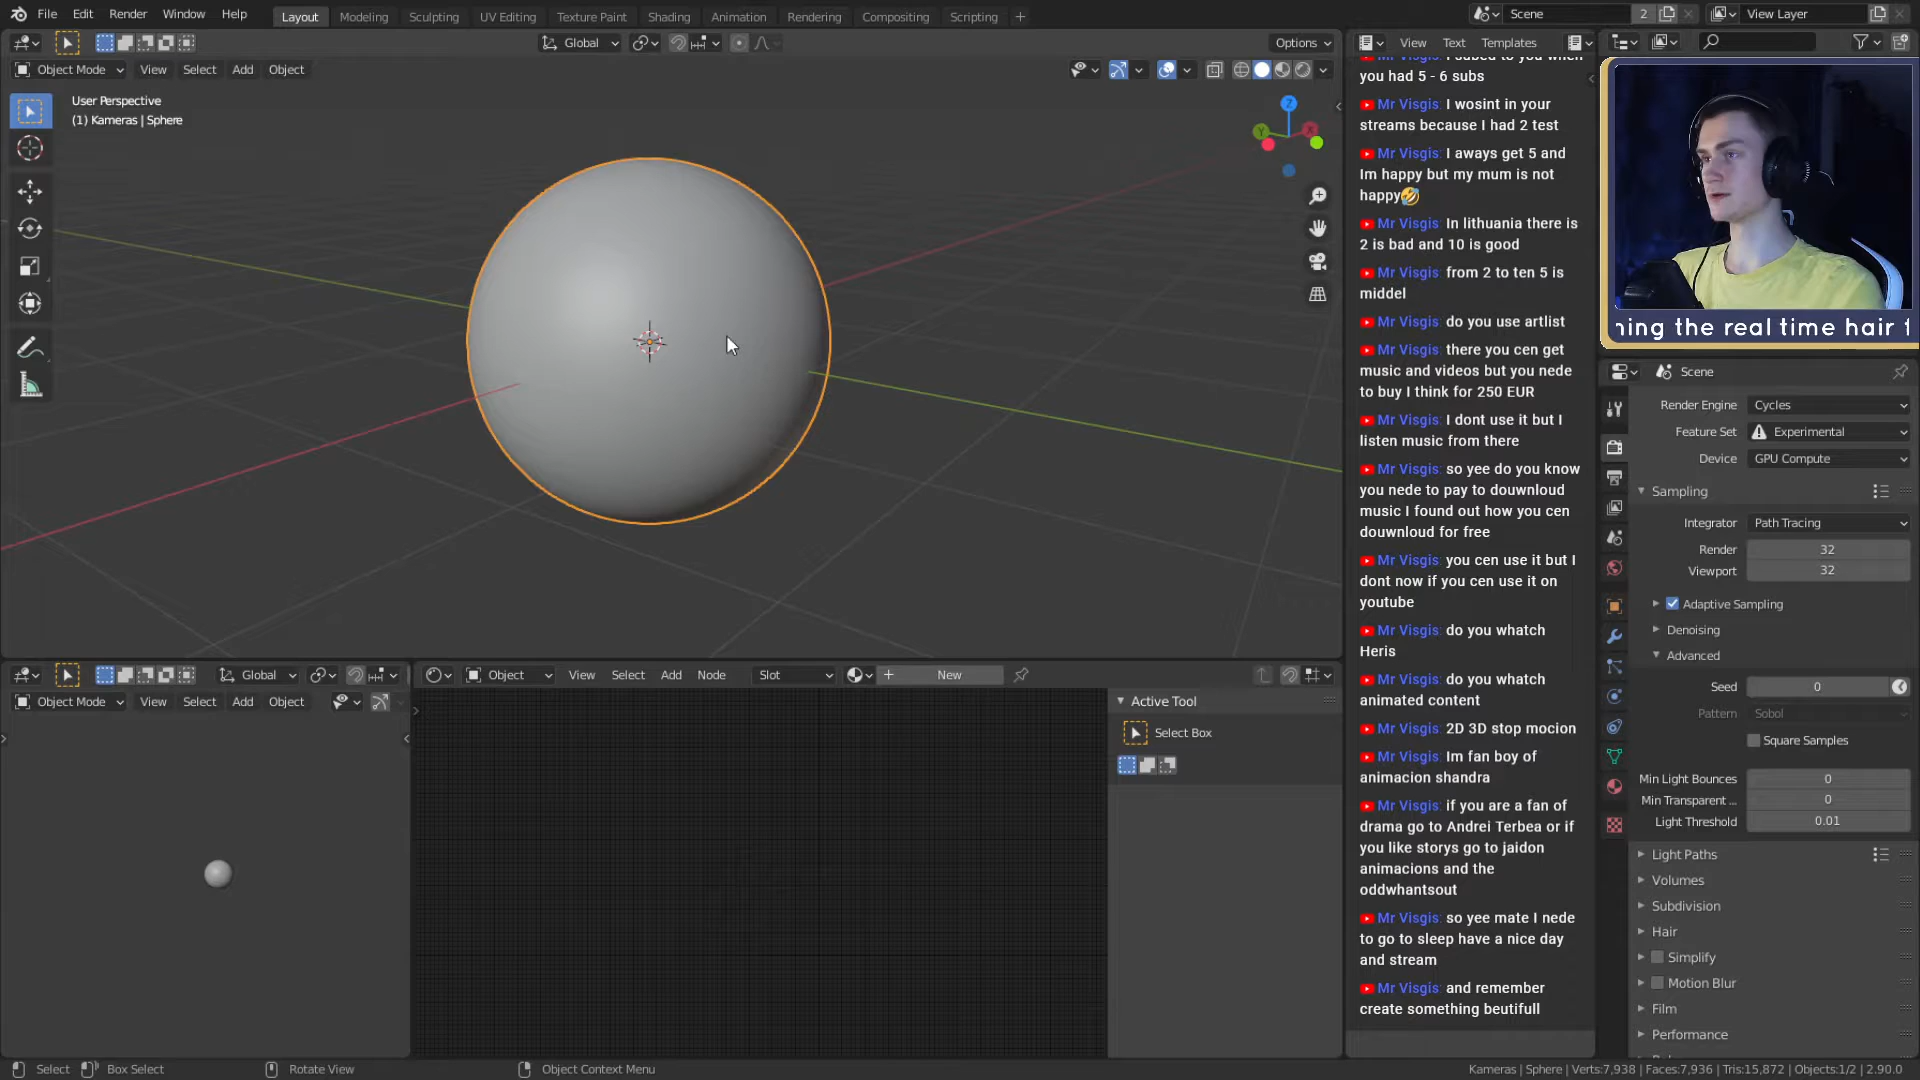 File Edit Render Window Help Layout Modeling Sculpting UV Editing Texture Paint Shading Animation Rendering Compositing Scripting + Scene 2 View Layer
Global Options View Text Templates
Object Mode View Select Add Object
User Perspective
(1) Kameras | Sphere
Z
Y
X
you had 5 - 6 subs
Mr Visgis: I wosint in your
streams because I had 2 test
Mr Visgis: I aways get 5 and
Im happy but my mum is not
happy🤣
Mr Visgis: In lithuania there is
2 is bad and 10 is good
Mr Visgis: from 2 to ten 5 is
middel
Mr Visgis: do you use artlist
Mr Visgis: there you cen get
music and videos but you nede
to buy I think for 250 EUR
Mr Visgis: I dont use it but I
listen music from there
Mr Visgis: so yee do you know
you nede to pay to douwnloud
music I found out how you cen
douwnloud for free
Mr Visgis: you cen use it but I
dont now if you cen use it on
youtube
Mr Visgis: do you whatch
Heris
Mr Visgis: do you whatch
animated content
Mr Visgis: 2D 3D stop mocion
Mr Visgis: Im fan boy of
animacion shandra
Mr Visgis: if you are a fan of
drama go to Andrei Terbea or if
you like storys go to jaidon
animacions and the
oddwhantsout
Mr Visgis: so yee mate I nede
to go to sleep have a nice day
and stream
Mr Visgis: and remember
create something beutifull
ning the real time hair
Scene
Render Engine Cycles
Feature Set Experimental
Device GPU Compute
Sampling
Integrator Path Tracing
Render 32
Viewport 32
Adaptive Sampling
Denoising
Advanced
Seed 0
Pattern Sobol
Square Samples
Min Light Bounces 0
Min Transparent ... 0
Light Threshold 0.01
Light Paths
Volumes
Subdivision
Hair
Simplify
Motion Blur
Film
Performance
Global
Object Mode View Select Add Object
Object View Select Add Node Slot + New
Active Tool
Select Box
Select Box Select Rotate View Object Context Menu Kameras | Sphere | Verts:7,938 | Faces:7,936 | Tris:15,872 | Objects:1/2 | 2.90.0